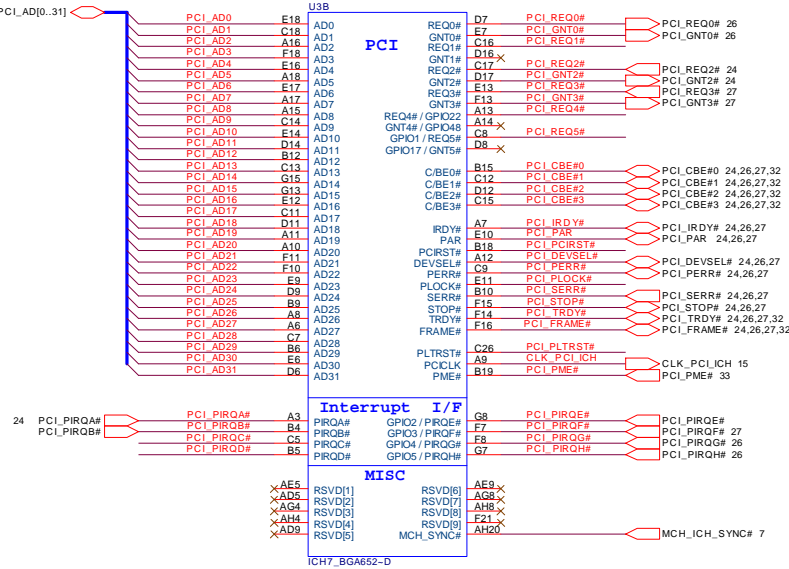 U3B
PCI_AD[0..31]
PCI_AD0 E18 AD0 REQ0# D7 PCI_REQ0# PCI_REQ0# 26
PCI_AD1 C18 AD1 GNT0# E7 PCI_GNT0# PCI_GNT0# 26
PCI_AD2 A16 AD2 REQ1# C16 PCI_REQ1#
PCI_AD3 F18 AD3 GNT1# D16
PCI_AD4 E16 AD4 REQ2# C17 PCI_REQ2# PCI_REQ2# 24
PCI_AD5 A18 AD5 GNT2# D17 PCI_GNT2# PCI_GNT2# 24
PCI_AD6 E17 AD6 REQ3# E13 PCI_REQ3# PCI_REQ3# 27
PCI_AD7 A17 AD7 GNT3# F13 PCI_GNT3# PCI_GNT3# 27
PCI_AD8 A15 AD8 REQ4# / GPIO22 A13 PCI_REQ4#
PCI_AD9 C14 AD9 GNT4# / GPIO48 A14
PCI_AD10 E14 AD10 GPIO1 / REQ5# C8 PCI_REQ5#
PCI_AD11 D14 AD11 GPIO17 / GNT5# D8
PCI_AD12 B12 AD12
PCI_AD13 C13 AD13 C/BE0# B15 PCI_CBE#0 PCI_CBE#0 24,26,27,32
PCI_AD14 G15 AD14 C/BE1# C12 PCI_CBE#1 PCI_CBE#1 24,26,27,32
PCI_AD15 G13 AD15 C/BE2# D12 PCI_CBE#2 PCI_CBE#2 24,26,27,32
PCI_AD16 E12 AD16 C/BE3# C15 PCI_CBE#3 PCI_CBE#3 24,26,27,32
PCI_AD17 C11 AD17
PCI_AD18 D11 AD18 IRDY# A7 PCI_IRDY# PCI_IRDY# 24,26,27
PCI_AD19 A11 AD19 PAR E10 PCI_PAR PCI_PAR 24,26,27
PCI_AD20 A10 AD20 PCIRST# B18 PCI_PCIRST#
PCI_AD21 F11 AD21 DEVSEL# A12 PCI_DEVSEL# PCI_DEVSEL# 24,26,27
PCI_AD22 F10 AD22 PERR# C9 PCI_PERR# PCI_PERR# 24,26,27
PCI_AD23 E9 AD23 PLOCK# E11 PCI_PLOCK#
PCI_AD24 D9 AD24 SERR# B10 PCI_SERR# PCI_SERR# 24,26,27
PCI_AD25 B9 AD25 STOP# F15 PCI_STOP# PCI_STOP# 24,26,27
PCI_AD26 A8 AD26 TRDY# F14 PCI_TRDY# PCI_TRDY# 24,26,27,32
PCI_AD27 A6 AD27 FRAME# F16 PCI_FRAME# PCI_FRAME# 24,26,27,32
PCI_AD28 C7 AD28
PCI_AD29 B6 AD29 PLTRST# C26 PCI_PLTRST#
PCI_AD30 E6 AD30 PCICLK A9 CLK_PCI_ICH CLK_PCI_ICH 15
PCI_AD31 D6 AD31 PME# B19 PCI_PME# PCI_PME# 33
Interrupt I/F
24 PCI_PIRQA# PCI_PIRQA# A3 PIRQA# GPIO2 / PIRQE# G8 PCI_PIRQE# PCI_PIRQE#
PCI_PIRQB# PCI_PIRQB# B4 PIRQB# GPIO3 / PIRQF# F7 PCI_PIRQF# PCI_PIRQF# 27
PCI_PIRQC# C5 PIRQC# GPIO4 / PIRQG# F8 PCI_PIRQG# PCI_PIRQG# 26
PCI_PIRQD# B5 PIRQD# GPIO5 / PIRQH# G7 PCI_PIRQH# PCI_PIRQH# 26
MISC
AE5 RSVD[1] RSVD[6] AE9
AD5 RSVD[2] RSVD[7] AG8
AG4 RSVD[3] RSVD[8] AH8
AH4 RSVD[4] RSVD[9] F21
AD9 RSVD[5] MCH_SYNC# AH20 MCH_ICH_SYNC# 7
ICH7_BGA652-D